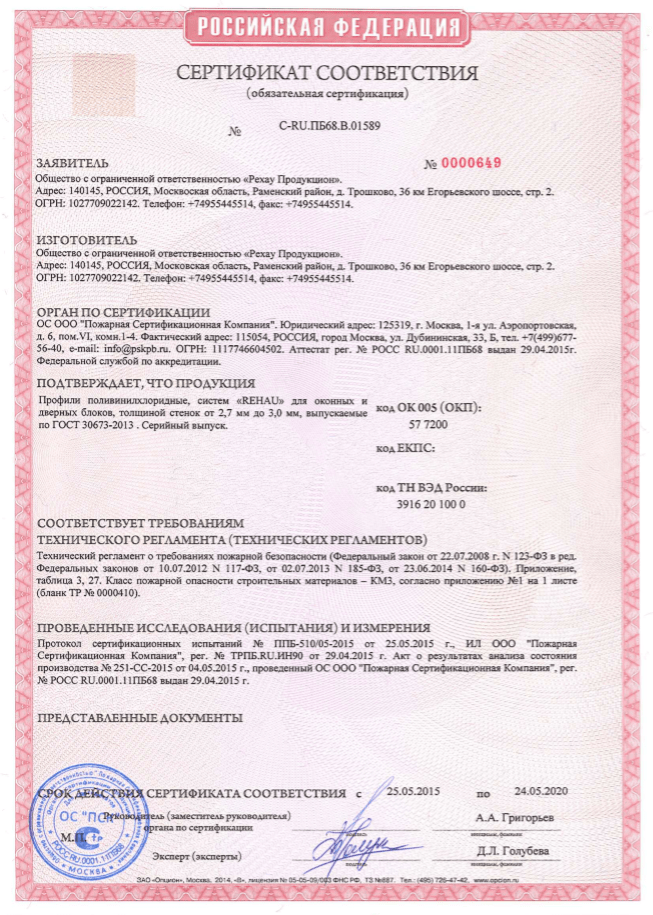 РОССИЙСКАЯ ФЕДЕРАЦИЯ
СЕРТИФИКАТ СООТВЕТСТВИЯ
(обязательная сертификация)
№ C-RU.ПБ68.В.01589
ЗАЯВИТЕЛЬ
№ 0000649
Общество с ограниченной ответственностью «Рехау Продукцион».
Адрес: 140145, РОССИЯ, Москвоская область, Раменский район, д. Трошково, 36 км Егорьевского шоссе, стр. 2.
ОГРН: 1027709022142. Телефон: +74955445514, факс: +74955445514.
ИЗГОТОВИТЕЛЬ
Общество с ограниченной ответственностью «Рехау Продукцион».
Адрес: 140145, РОССИЯ, Московская область, Раменский район, д. Трошково, 36 км Егорьевского шоссе, стр. 2.
ОГРН: 1027709022142. Телефон: +74955445514, факс: +74955445514.
ОРГАН ПО СЕРТИФИКАЦИИ
ОС ООО "Пожарная Сертификационная Компания". Юридический адрес: 125319, г. Москва, 1-я ул. Аэропортовская,
д. 6, пом.VI, комн.1-4. Фактический адрес: 115054, РОССИЯ, город Москва, ул. Дубининская, 33, Б, тел. +7(499)677-
56-40, e-mail: info@pskpb.ru. ОГРН: 1117746604502. Аттестат рег. № РОСС RU.0001.11ПБ68 выдан 29.04.2015г.
Федеральной службой по аккредитации.
ПОДТВЕРЖДАЕТ, ЧТО ПРОДУКЦИЯ
Профили поливинилхлоридные, систем «REHAU» для оконных и
дверных блоков, толщиной стенок от 2,7 мм до 3,0 мм, выпускаемые
по ГОСТ 30673-2013 . Серийный выпуск.
код ОК 005 (ОКП):
57 7200
код ЕКПС:
код ТН ВЭД России:
3916 20 100 0
СООТВЕТСТВУЕТ ТРЕБОВАНИЯМ
ТЕХНИЧЕСКОГО РЕГЛАМЕНТА (ТЕХНИЧЕСКИХ РЕГЛАМЕНТОВ)
Технический регламент о требованиях пожарной безопасности (Федеральный закон от 22.07.2008 г. N 123-ФЗ в ред.
Федеральных законов от 10.07.2012 N 117-ФЗ, от 02.07.2013 N 185-ФЗ, от 23.06.2014 N 160-ФЗ). Приложение,
таблица 3, 27. Класс пожарной опасности строительных материалов – КМ3, согласно приложению №1 на 1 листе
(бланк ТР № 0000410).
ПРОВЕДЕННЫЕ ИССЛЕДОВАНИЯ (ИСПЫТАНИЯ) И ИЗМЕРЕНИЯ
Протокол сертификационных испытаний № ППБ-510/05-2015 от 25.05.2015 г., ИЛ ООО "Пожарная
Сертификационная Компания", рег. № ТРПБ.RU.ИН90 от 29.04.2015 г. Акт о результатах анализа состояния
производства № 251-СС-2015 от 04.05.2015 г., проведенный ОС ООО "Пожарная Сертификационная Компания", рег.
№ РОСС RU.0001.11ПБ68 выдан 29.04.2015 г.
ПРЕДСТАВЛЕННЫЕ ДОКУМЕНТЫ
СРОК ДЕЙСТВИЯ СЕРТИФИКАТА СООТВЕТСТВИЯ с 25.05.2015 по 24.05.2020
Руководитель (заместитель руководителя)
органа по сертификации
А.А. Григорьев
подпись
инициалы, фамилия
М.П.
Эксперт (эксперты)
Д.Л. Голубева
подпись
инициалы, фамилия
ОС "ПСК"
РОСС RU.0001.11ПБ68
МОСКВА
ЗАО «Опцион», Москва, 2014, «В», лицензия № 05-05-09/003 ФНС РФ, ТЗ №687. Тел.: (495) 726-47-42, www.opcion.ru